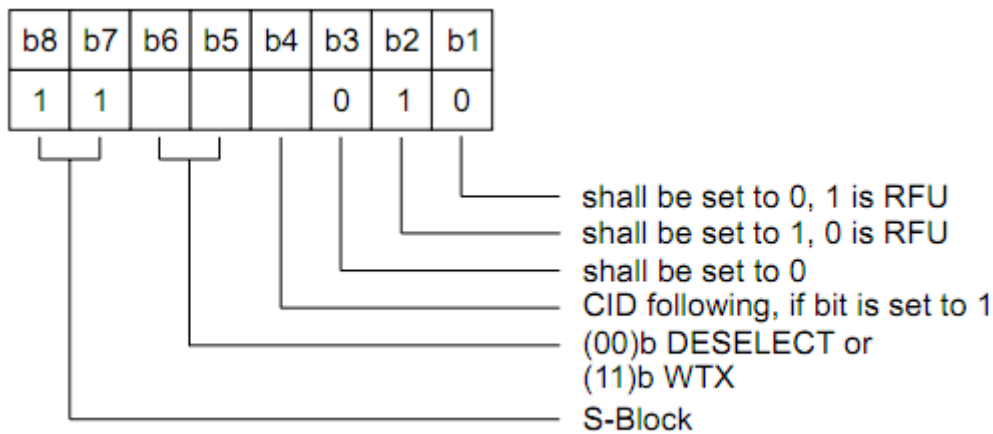 b8 b7 b6 b5 b4 b3 b2 b1
1 1 0 1 0
shall be set to 0, 1 is RFU
shall be set to 1, 0 is RFU
shall be set to 0
CID following, if bit is set to 1
(00)b DESELECT or
(11)b WTX
S-Block